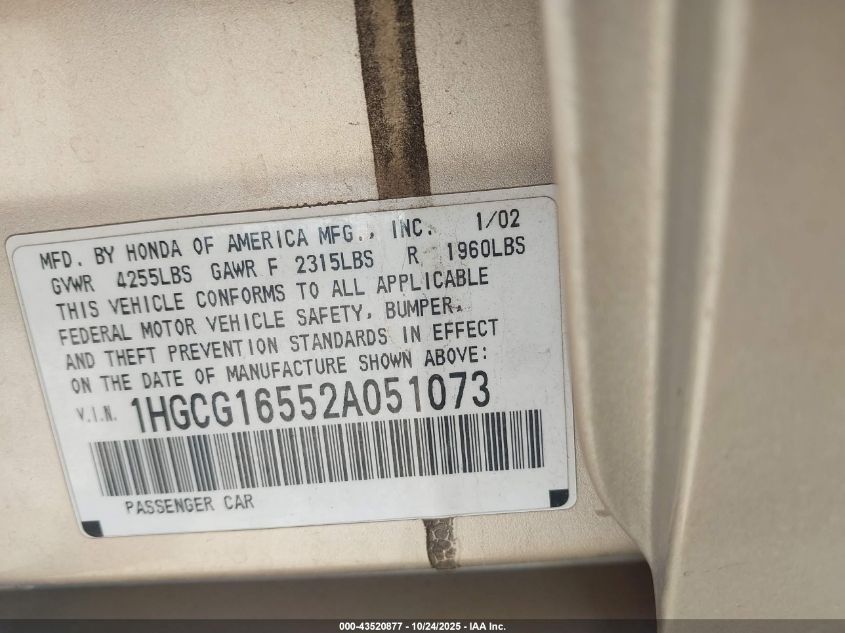 MFD. BY HONDA OF AMERICA MFG., INC. 1/02
GVWR 4255LBS GAWR F 2315LBS R 1960LBS
THIS VEHICLE CONFORMS TO ALL APPLICABLE
FEDERAL MOTOR VEHICLE SAFETY, BUMPER,
AND THEFT PREVENTION STANDARDS IN EFFECT
ON THE DATE OF MANUFACTURE SHOWN ABOVE:
V.I.N. 1HGCG16552A051073
PASSENGER CAR
000-43520877 - 10/24/2025 - IAA Inc.